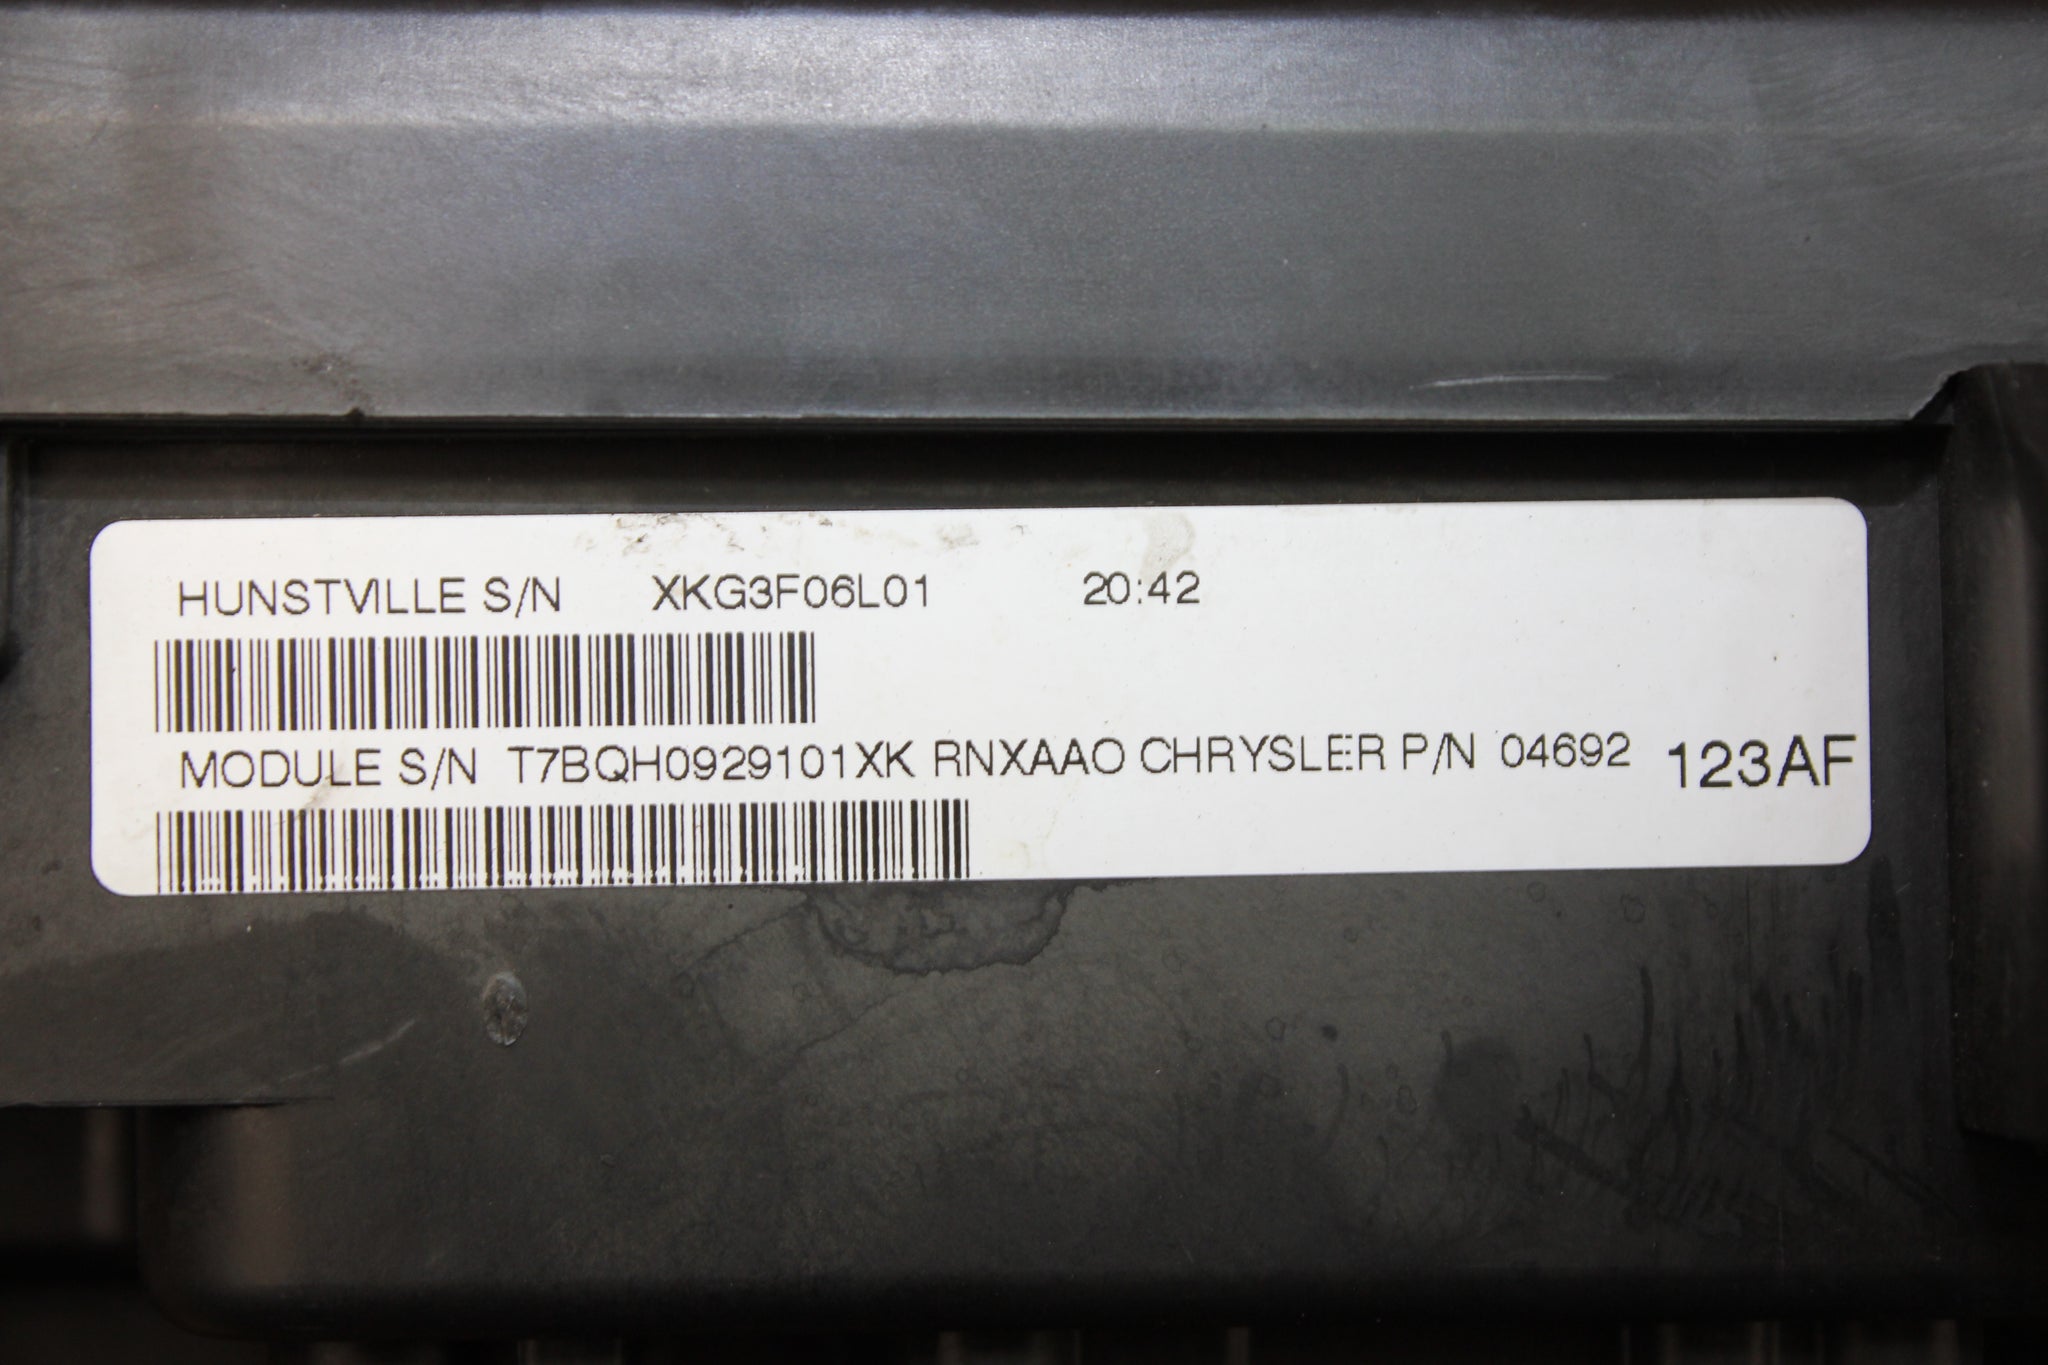 HUNSTVILLE S/N XKG3F06L01 20:42
MODULE S/N T7BQH0929101XK RNXAAO CHRYSLER P/N 04692 123AF